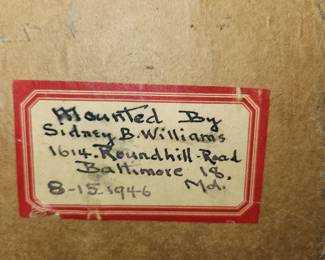 Mounted By
Sidney B. Williams
1614. Roundhill-Road
Baltimore 18.
8-15-1946 Md.